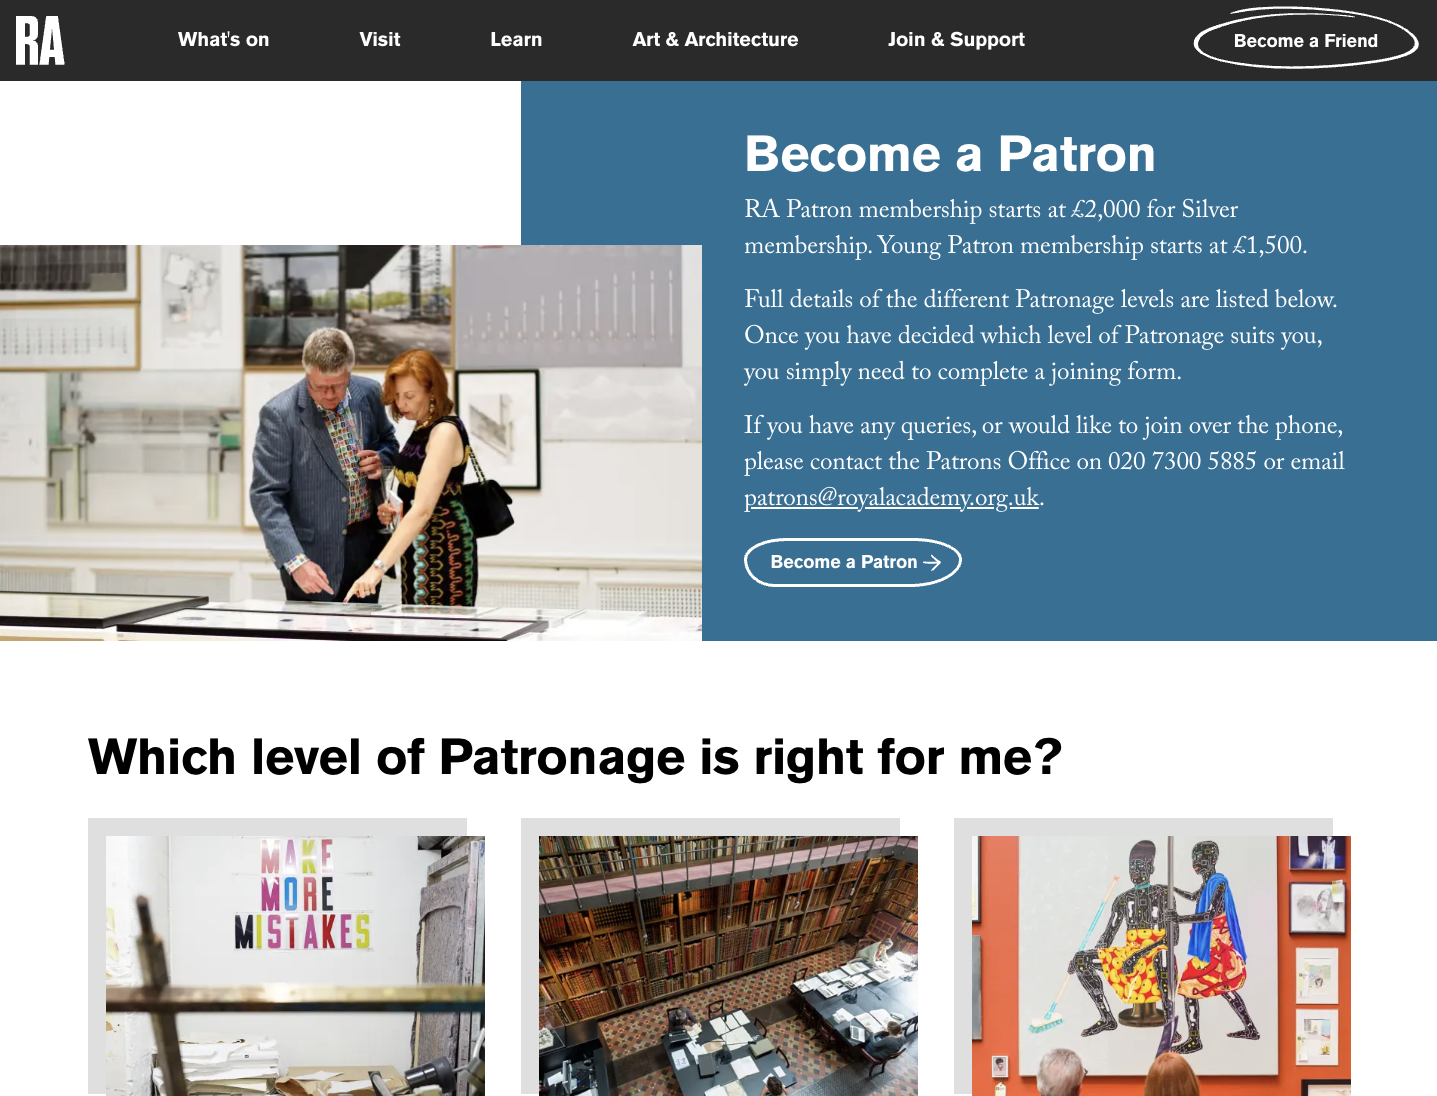 RA
What's on
Visit
Learn
Art & Architecture
Join & Support
Become a Friend
Become a Patron
RA Patron membership starts at £2,000 for Silver
membership. Young Patron membership starts at £1,500.
Full details of the different Patronage levels are listed below.
Once you have decided which level of Patronage suits you,
you simply need to complete a joining form.
If you have any queries, or would like to join over the phone,
please contact the Patrons Office on 020 7300 5885 or email
patrons@royalacademy.org.uk.
Become a Patron →
Which level of Patronage is right for me?
MAKE
MORE
MISTAKES